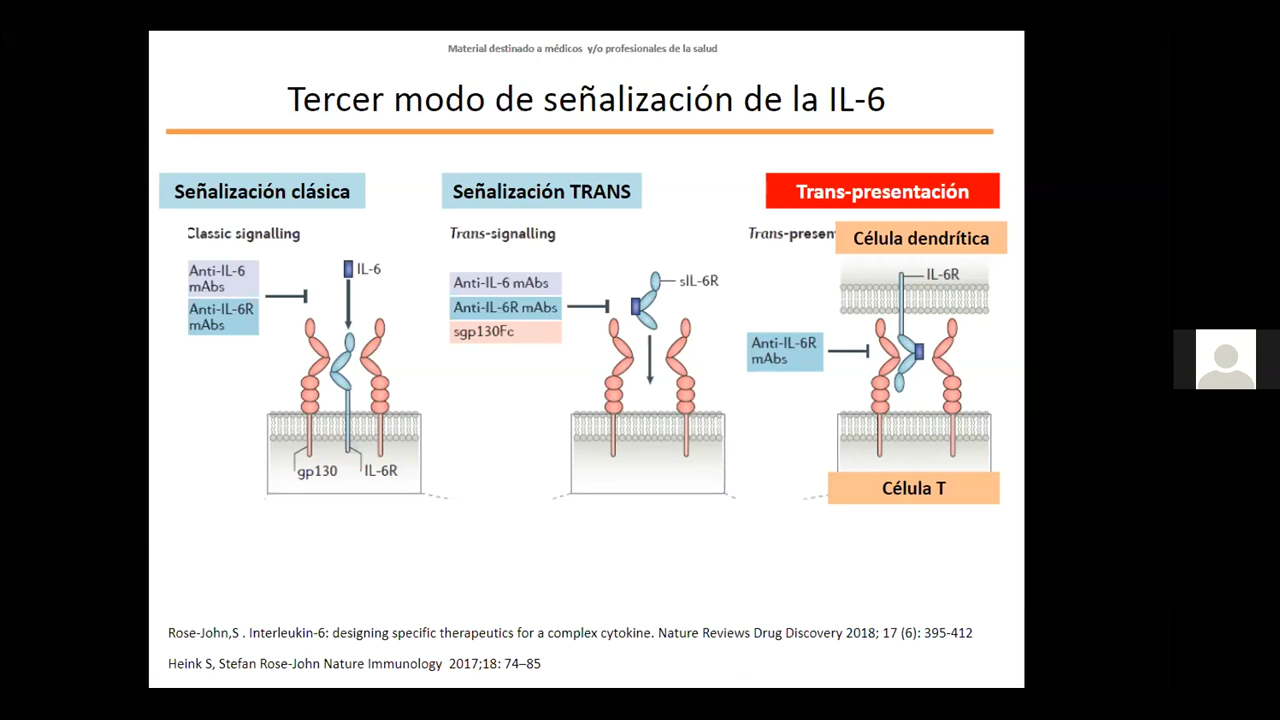 Material destinado a médicos y/o profesionales de la salud
Tercer modo de señalización de la IL-6
Señalización clásica
Classic signalling
Anti-IL-6
mAbs
Anti-IL-6R
mAbs
IL-6
gp130
IL-6R
Señalización TRANS
Trans-signalling
Anti-IL-6 mAbs
Anti-IL-6R mAbs
sgp130Fc
sIL-6R
Trans-presentación
Trans-presen
Célula dendrítica
IL-6R
Anti-IL-6R
mAbs
Célula T
Rose-John,S . Interleukin-6: designing specific therapeutics for a complex cytokine. Nature Reviews Drug Discovery 2018; 17 (6): 395-412
Heink S, Stefan Rose-John Nature Immunology 2017;18: 74–85